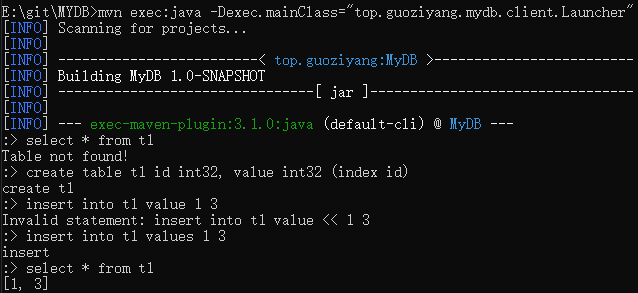 E:\git\MYDB>mvn exec:java -Dexec.mainClass="top.guoziyang.mydb.client.Launcher"
[INFO] Scanning for projects...
[INFO]
[INFO] -------------------------< top.guoziyang:MyDB >-------------------------
[INFO] Building MyDB 1.0-SNAPSHOT
[INFO] --------------------------------[ jar ]---------------------------------
[INFO]
[INFO] --- exec-maven-plugin:3.1.0:java (default-cli) @ MyDB ---
:> select * from t1
Table not found!
:> create table t1 id int32, value int32 (index id)
create t1
:> insert into t1 value 1 3
Invalid statement: insert into t1 value << 1 3
:> insert into t1 values 1 3
insert
:> select * from t1
[1, 3]